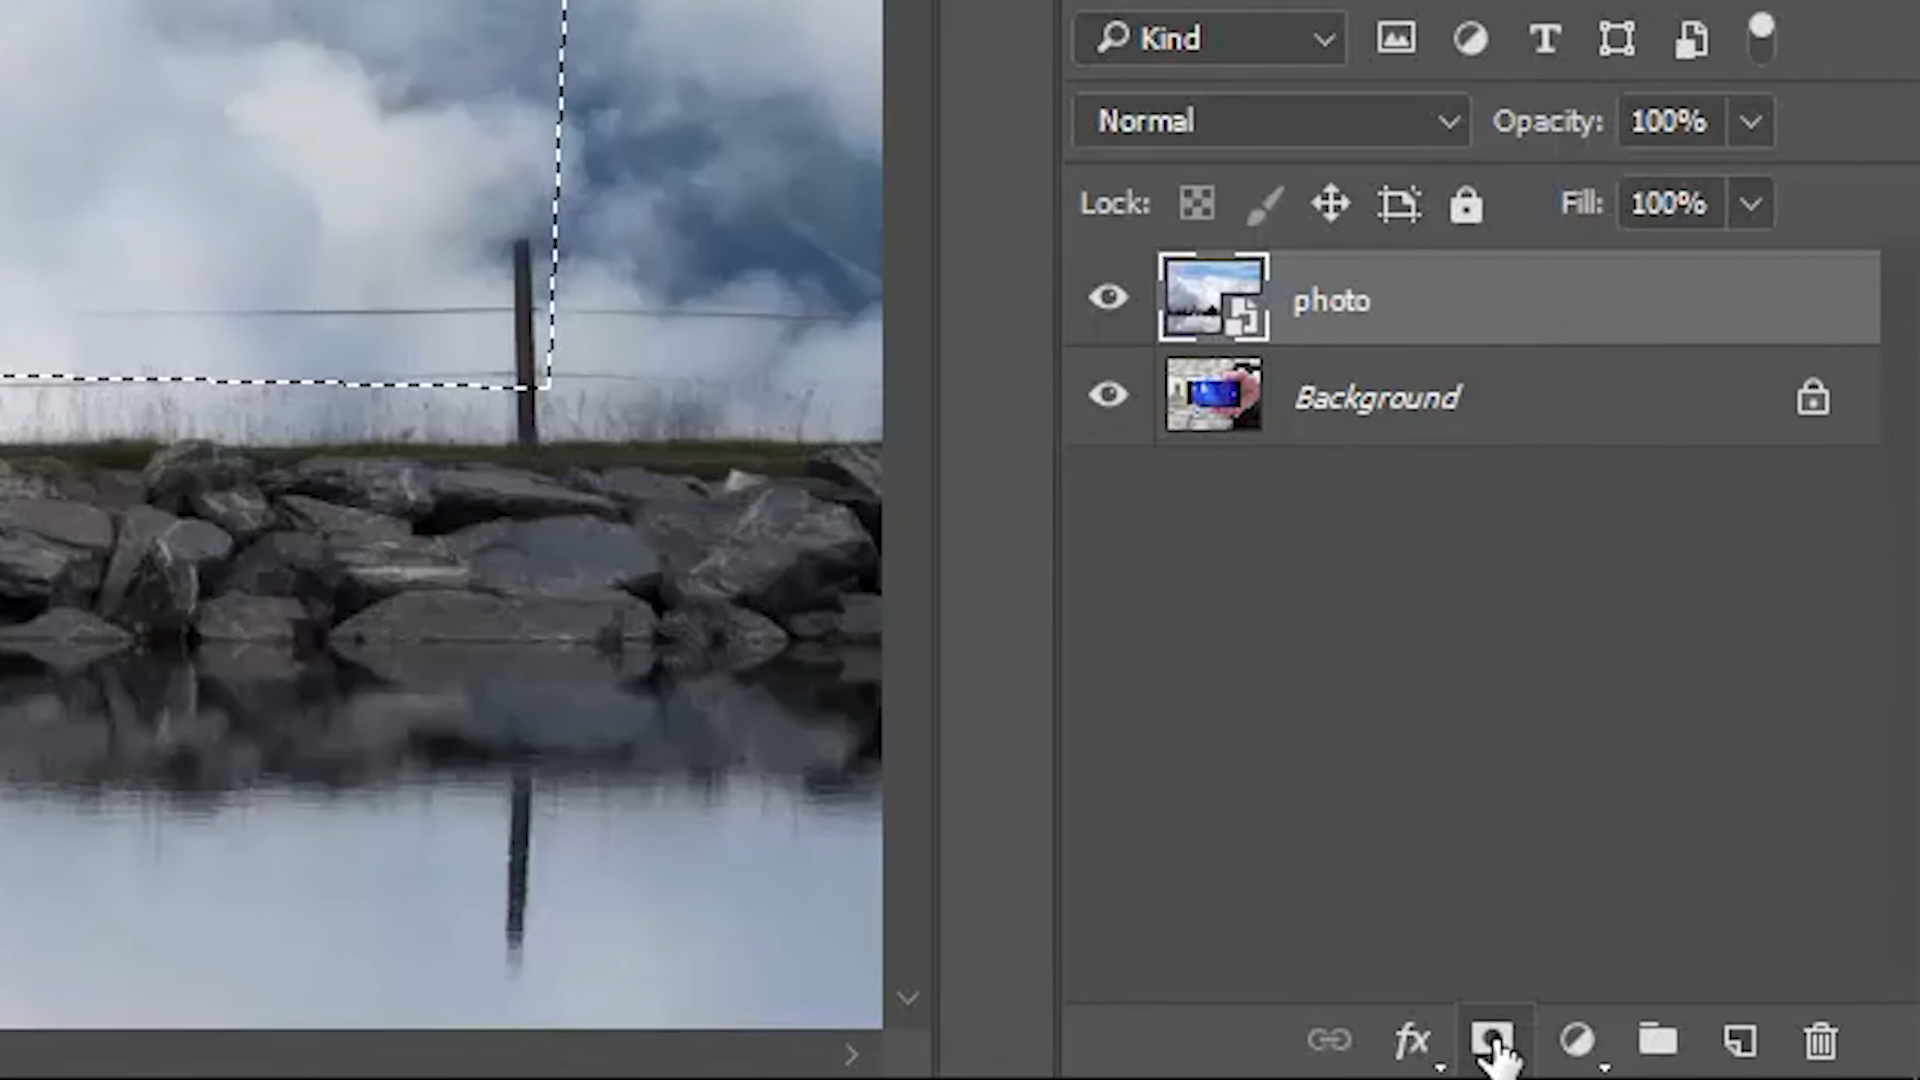 Kind
Normal Opacity: 100%
Lock: Fill: 100%
photo
Background
fx